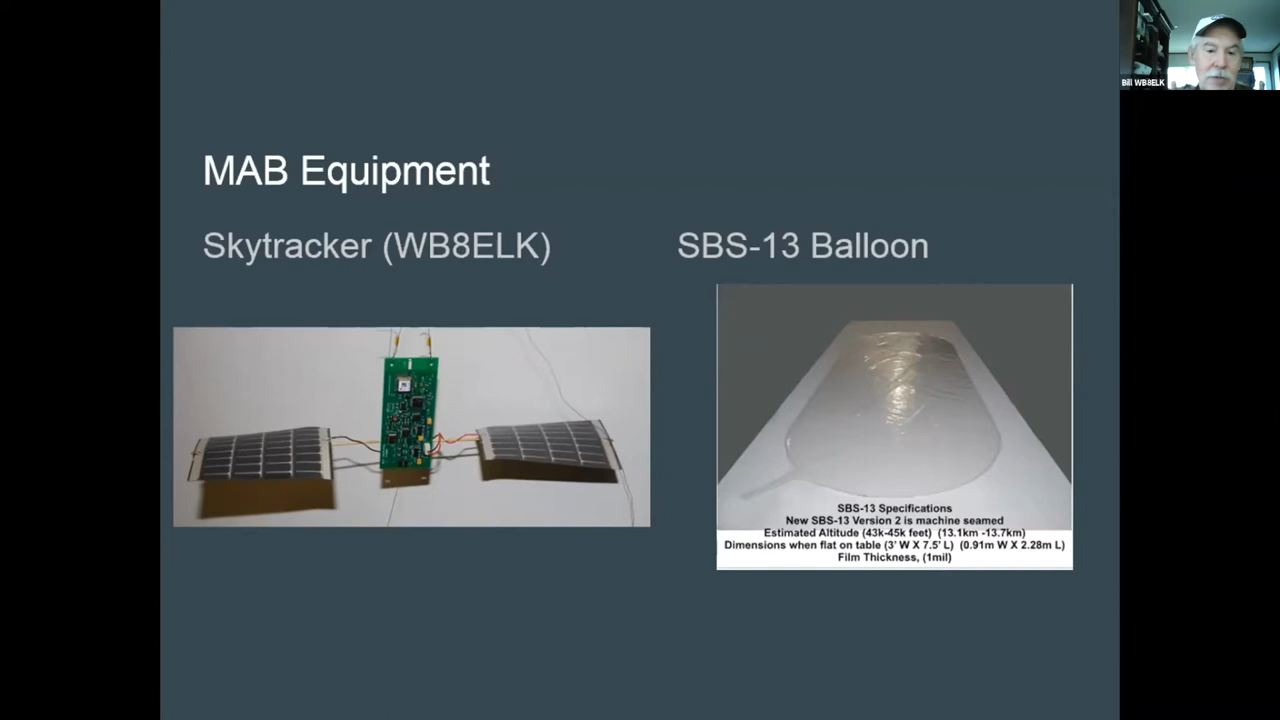 MAB Equipment
Skytracker (WB8ELK)
SBS-13 Balloon
SBS-13 Specifications
New SBS-13 Version 2 is machine seamed
Estimated Altitude (43k-45k feet) (13.1km -13.7km)
Dimensions when flat on table (3' W X 7.5' L) (0.91m W X 2.28m L)
Film Thickness, (1mil)
Bill WB8ELK